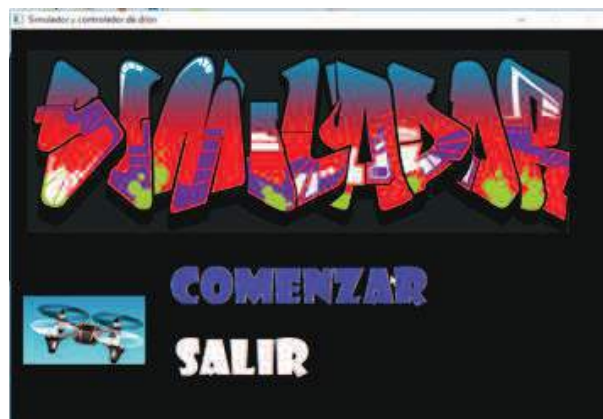 Simulador y controlador de dron
SIMULADOR
COMENZAR
SALIR